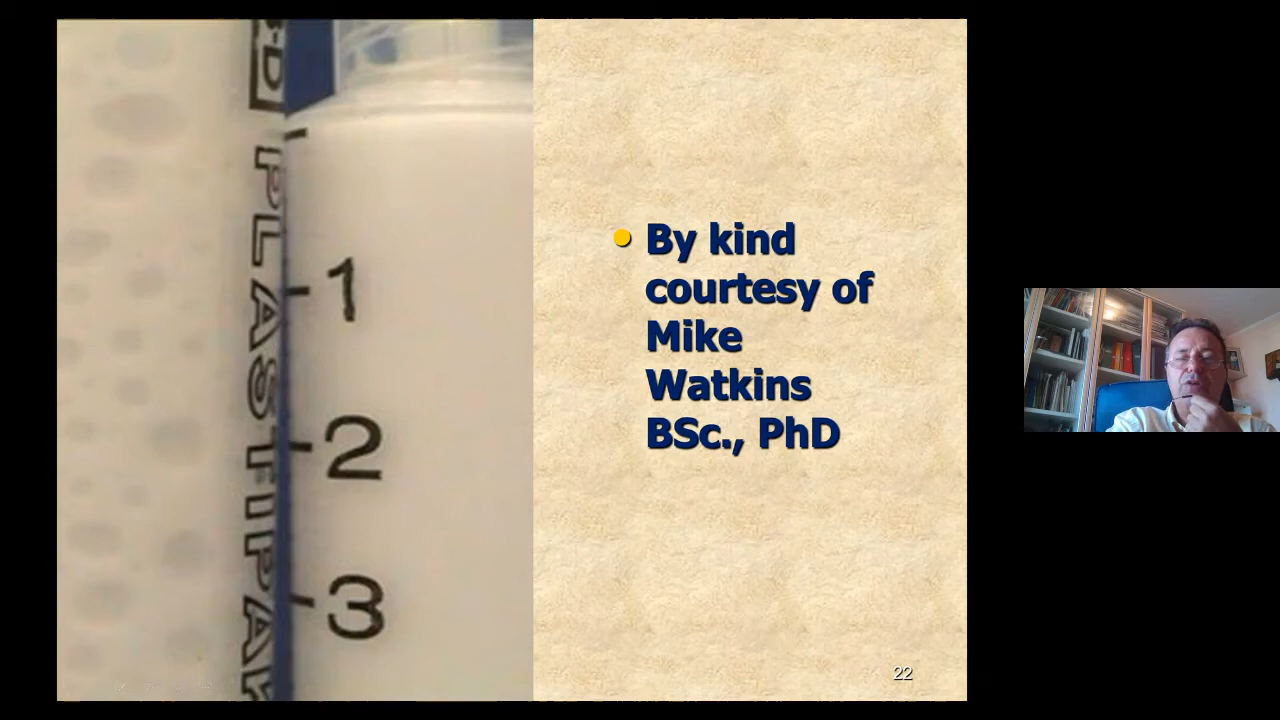 B-D PLASTIPAK
1
2
3
By kind
courtesy of
Mike
Watkins
BSc., PhD
22